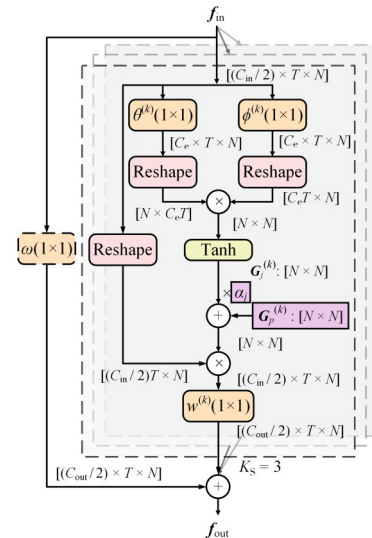 f_in
[(C_in/2) × T × N]
θ^(k)(1×1)
ϕ^(k)(1×1)
[C_e × T × N]
[C_e × T × N]
Reshape
Reshape
×
[N × C_eT]
[C_eT × N]
[N × N]
ω(1×1)
Reshape
Tanh
G_j^(k): [N × N]
× α_j
+
G_p^(k): [N × N]
[N × N]
×
[(C_in/2)T × N]
[(C_in/2) × T × N]
w^(k)(1×1)
[(C_out/2) × T × N]
K_S = 3
[(C_out/2) × T × N]
+
f_out